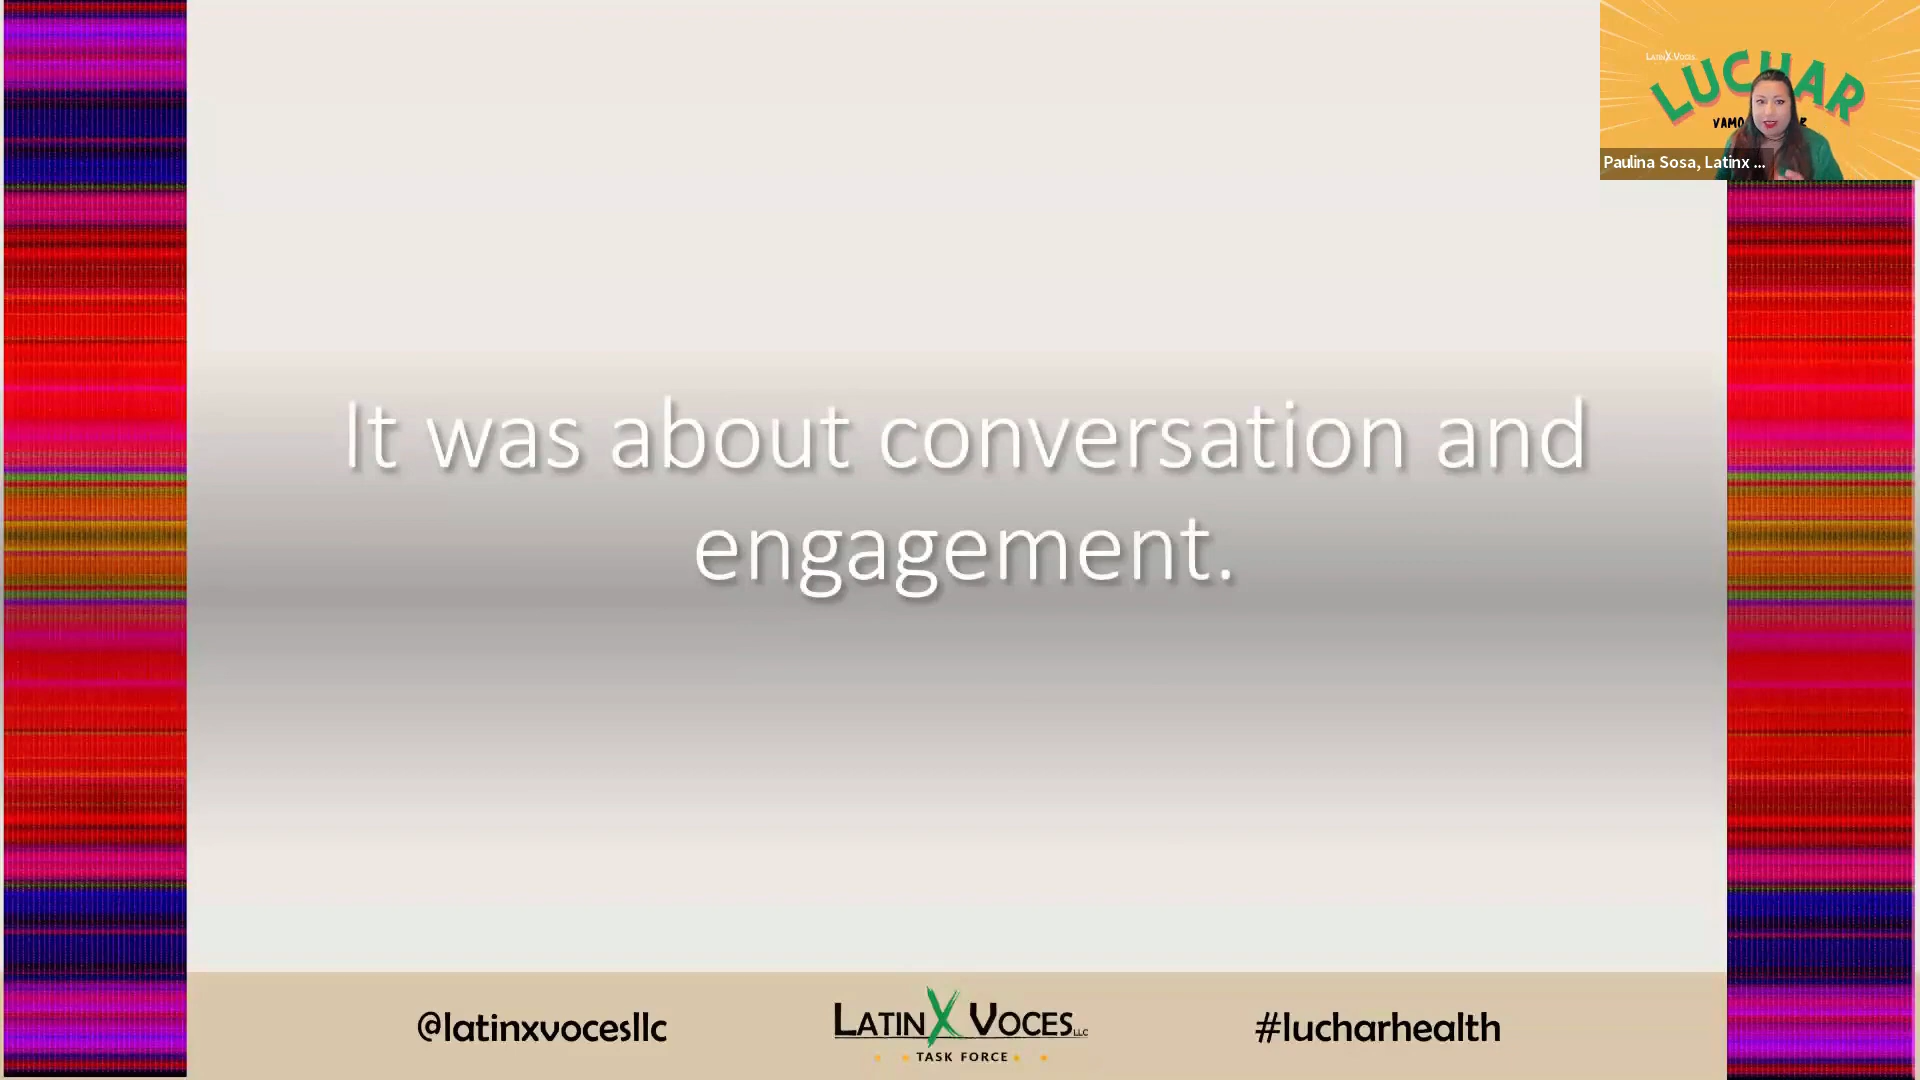 LATINX VOCES
LUCHAR
Paulina Sosa, Latinx ...
It was about conversation and
engagement.
@latinxvocesllc
LATINX VOCES LLC
TASK FORCE
#lucharhealth